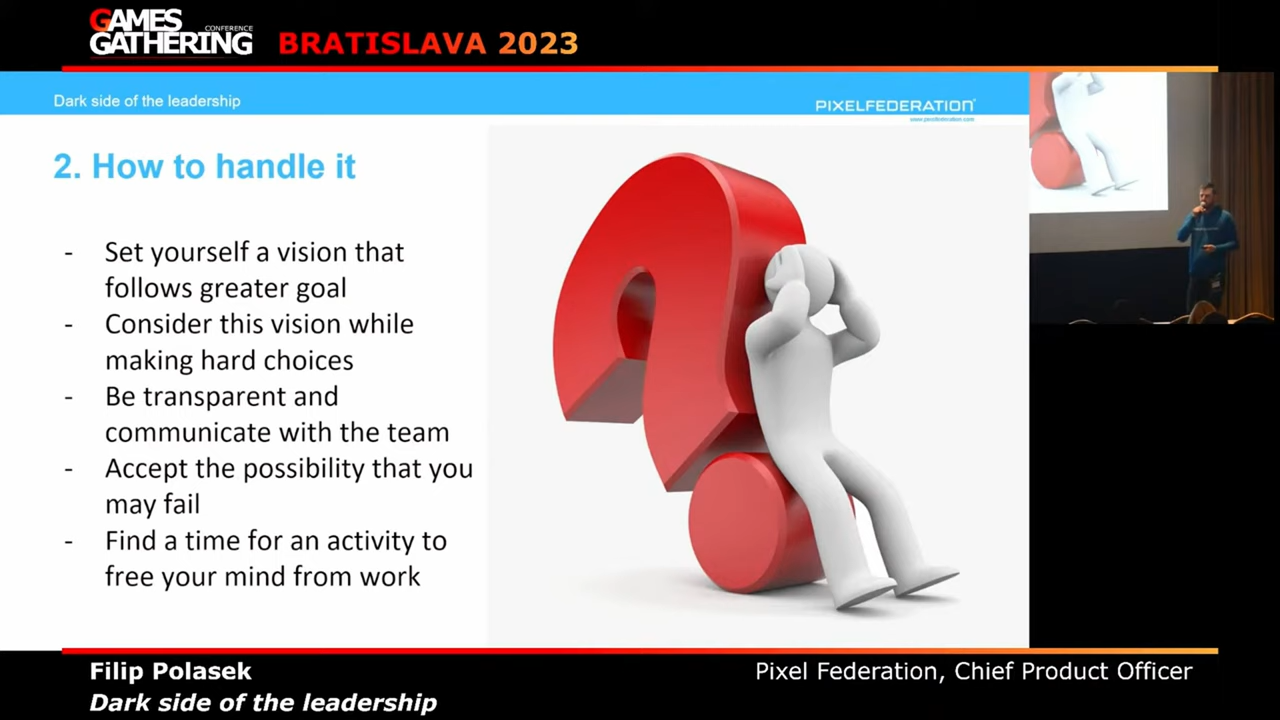 GAMES
CONFERENCE
GATHERING
BRATISLAVA 2023
Dark side of the leadership
PIXELFEDERATION
www.pixelfederation.com
2. How to handle it
- Set yourself a vision that
follows greater goal
- Consider this vision while
making hard choices
- Be transparent and
communicate with the team
- Accept the possibility that you
may fail
- Find a time for an activity to
free your mind from work
Filip Polasek
Pixel Federation, Chief Product Officer
Dark side of the leadership